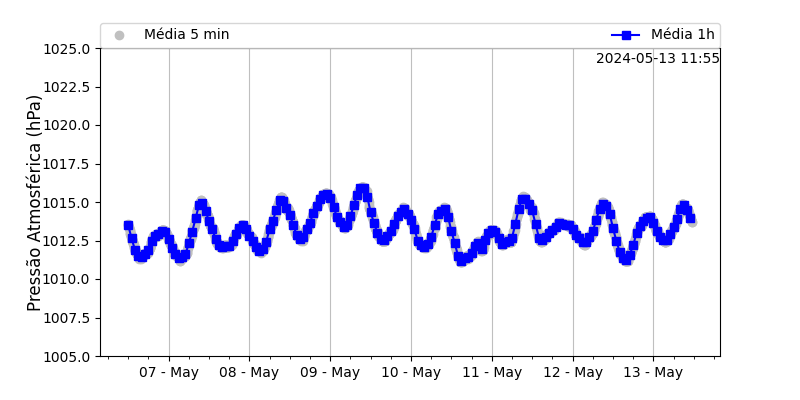 Média 5 min
Média 1h
2024-05-13 11:55
Pressão Atmosférica (hPa)
1025.0
1022.5
1020.0
1017.5
1015.0
1012.5
1010.0
1007.5
1005.0
07 - May
08 - May
09 - May
10 - May
11 - May
12 - May
13 - May